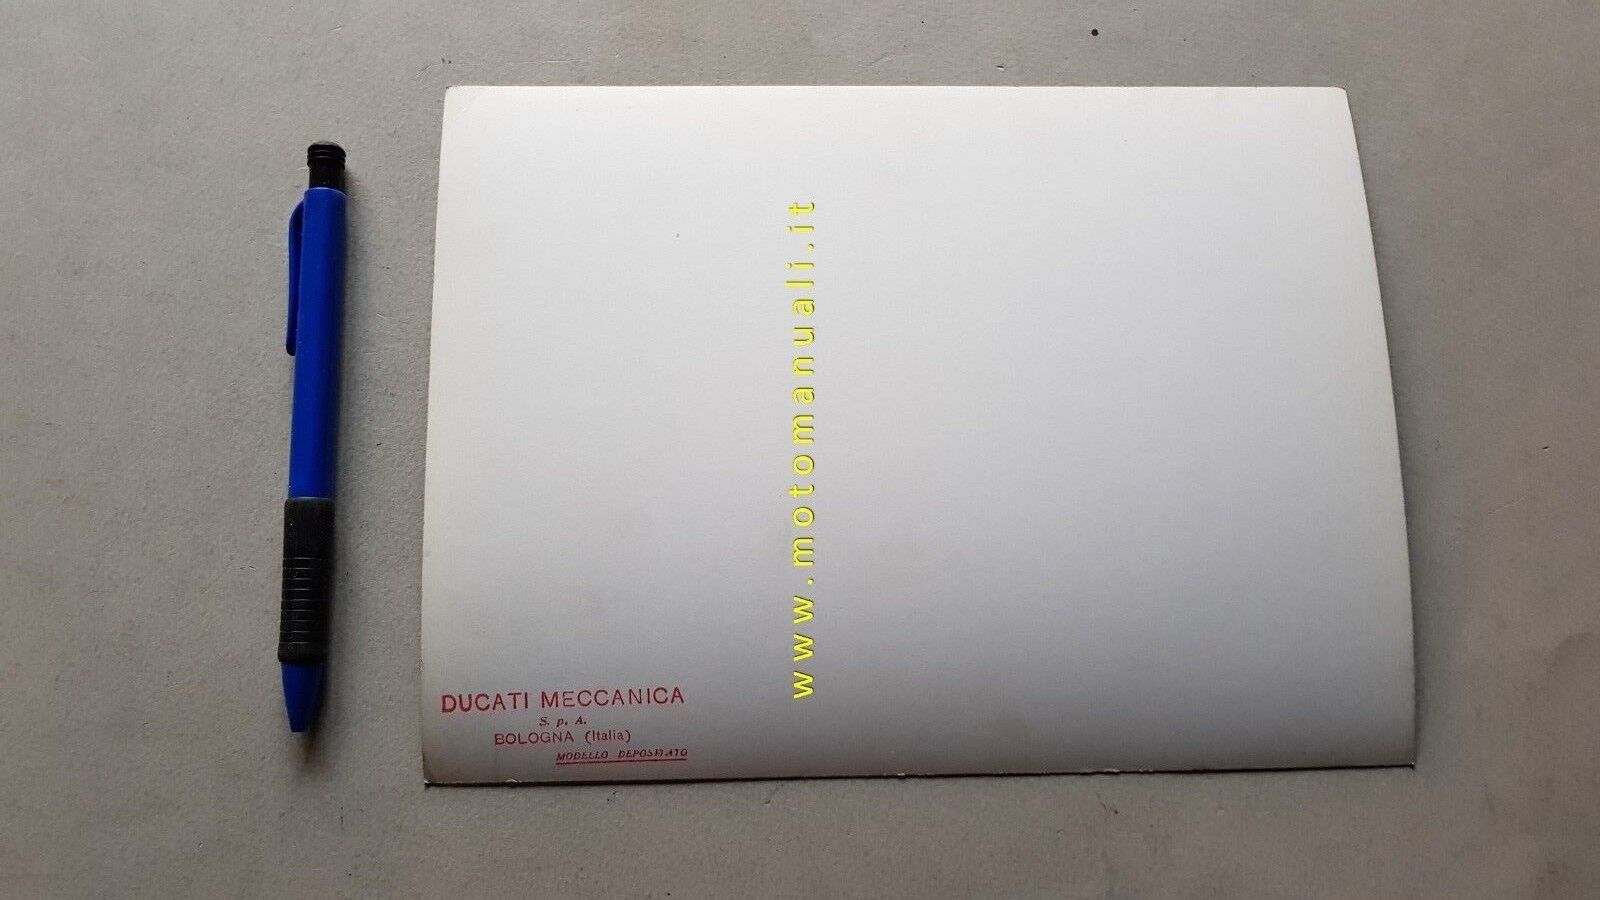 www.motomanuali.it
DUCATI MECCANICA
S. p. A.
BOLOGNA (Italia)
MODELLO DEPOSITATO